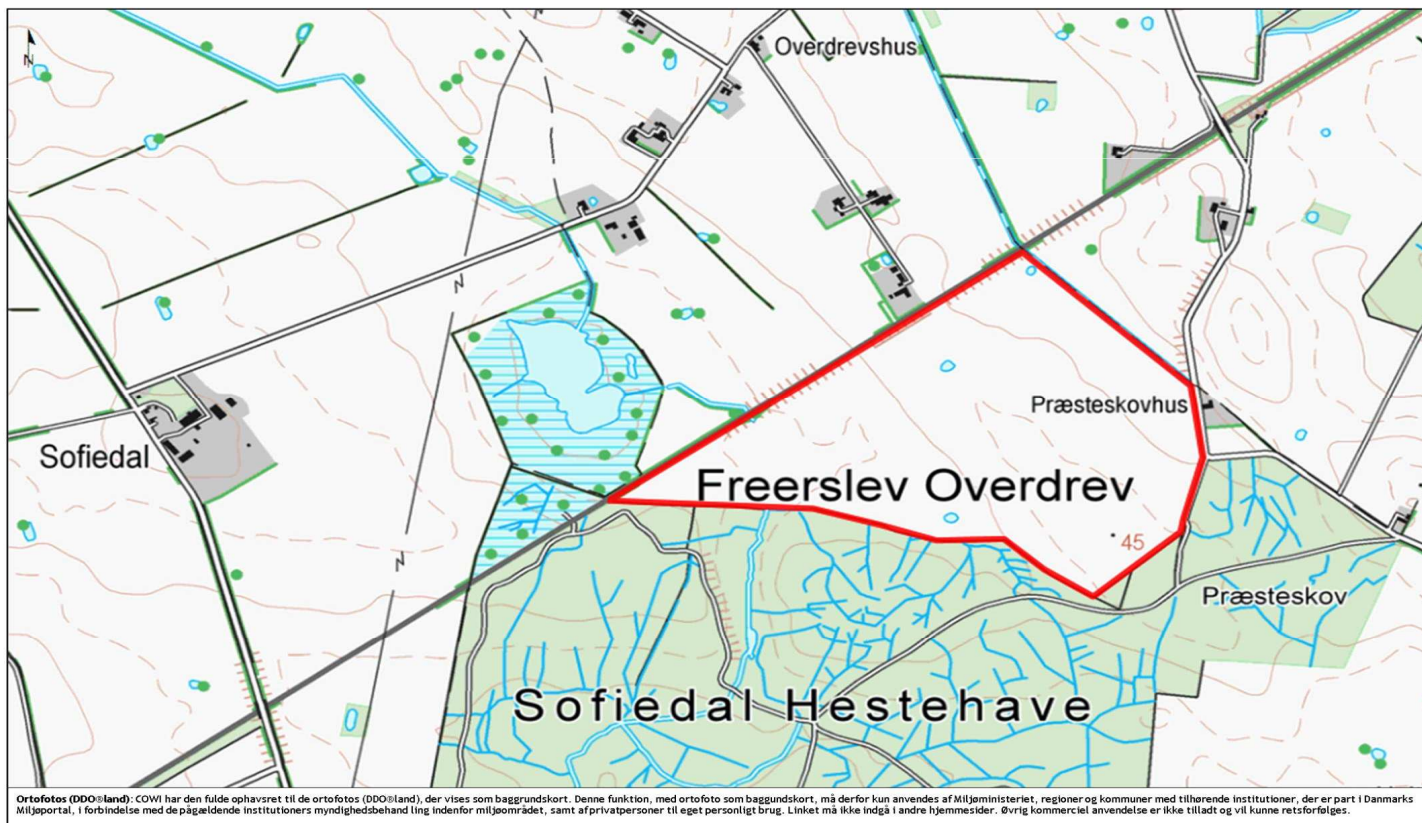 N
Overdrevshus
N
Præsteskovhus
Sofiedal
Freerslev Overdrev
45
N
Præsteskov
Sofiedal Hestehave
Ortofotos (DDO®land): COWI har den fulde ophavsret til de ortofotos (DDO®land), der vises som baggrundskort. Denne funktion, med ortofoto som baggundskort, må derfor kun anvendes af Miljøministeriet, regioner og kommuner med tilhørende institutioner, der er part i Danmarks
Miljøportal, i forbindelse med de pågældende institutioners myndighedsbehand ling indenfor miljøområdet, samt af privatpersoner til eget personligt brug. Linket må ikke indgå i andre hjemmesider. Øvrig kommerciel anvendelse er ikke tilladt og vil kunne retsforfølges.